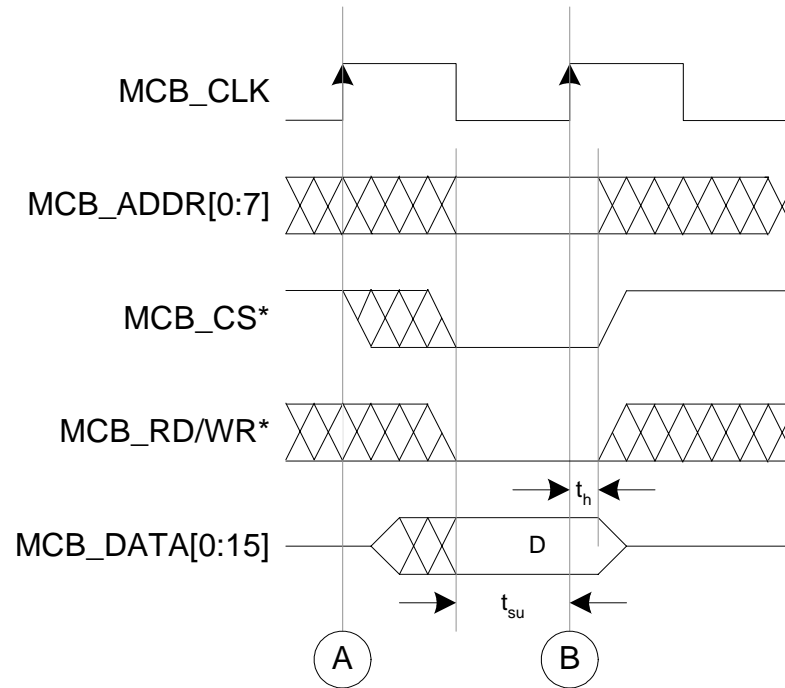 MCB_CLK
MCB_ADDR[0:7]
MCB_CS*
MCB_RD/WR*
t_h
MCB_DATA[0:15]
D
t_su
A
B